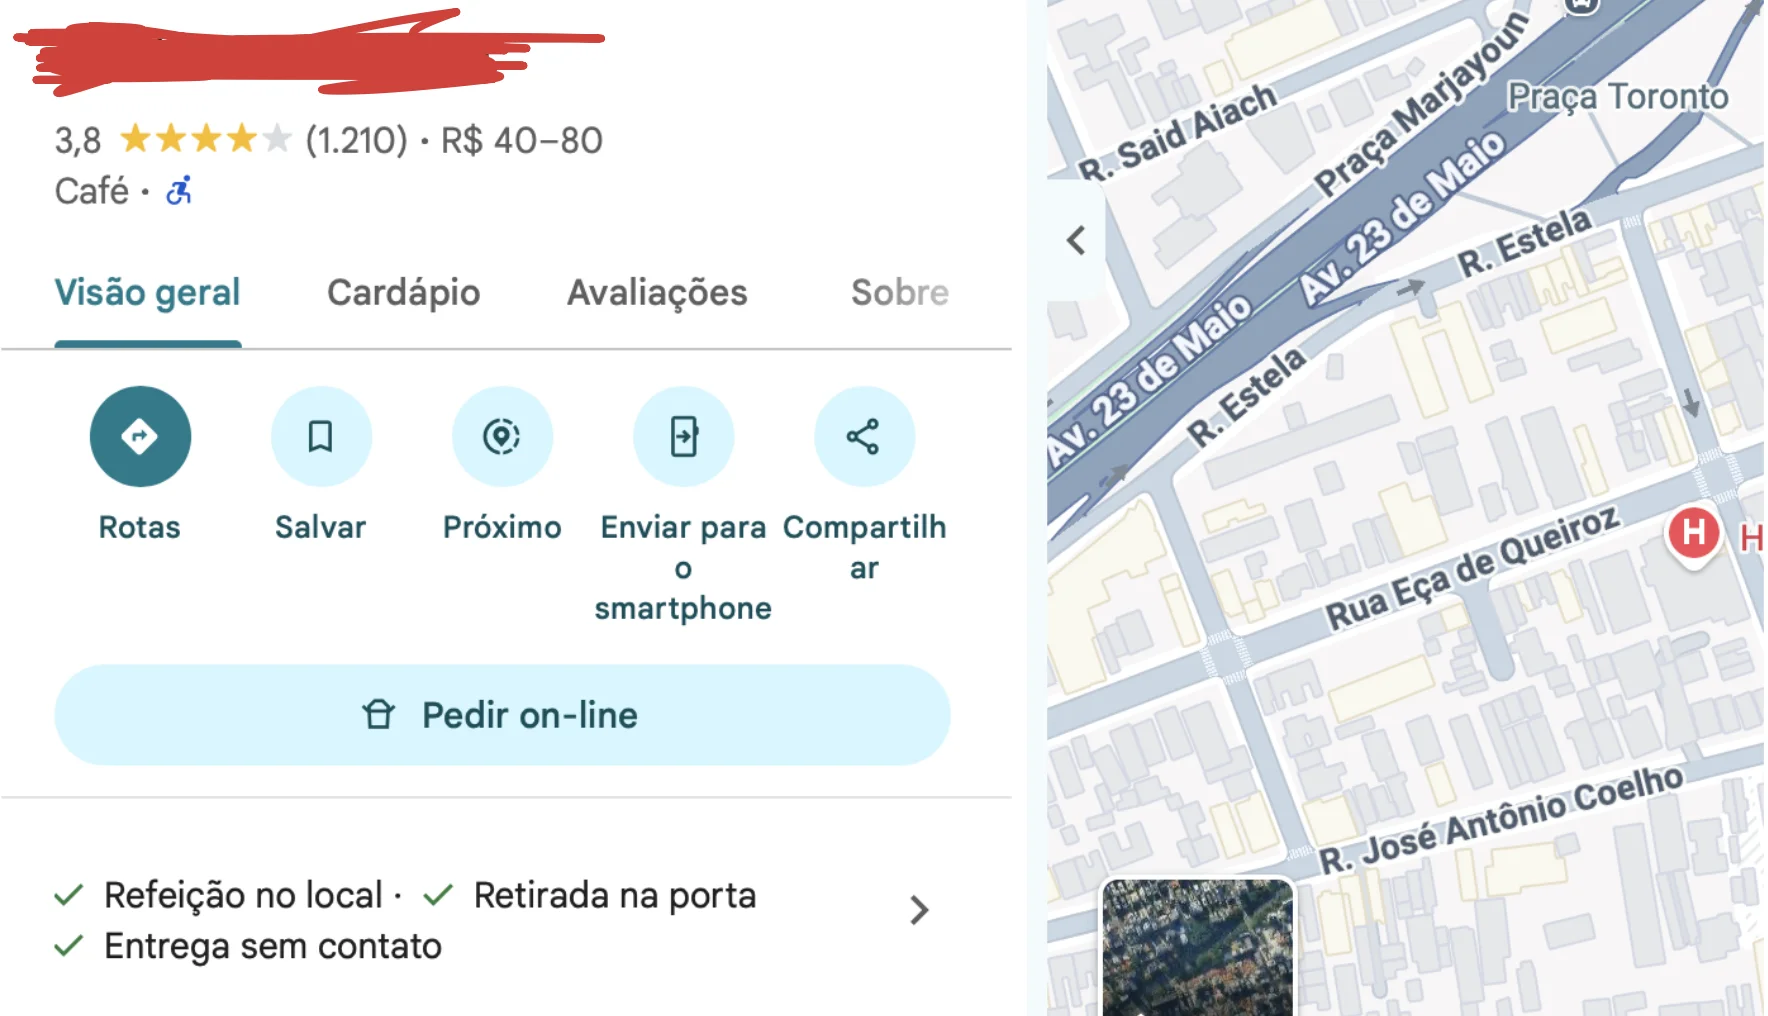 3,8 (1.210) · R$ 40–80
Café ·
Visão geral
Cardápio
Avaliações
Sobre
Rotas
Salvar
Próximo
Enviar para
o
smartphone
Compartilh
ar
Pedir on-line
Refeição no local · Retirada na porta
Entrega sem contato
R. Said Aiach
Praça Marjayoun
Praça Toronto
Av. 23 de Maio
Av. 23 de Maio
R. Estela
R. Estela
Rua Eça de Queiroz
H
H
R. José Antônio Coelho